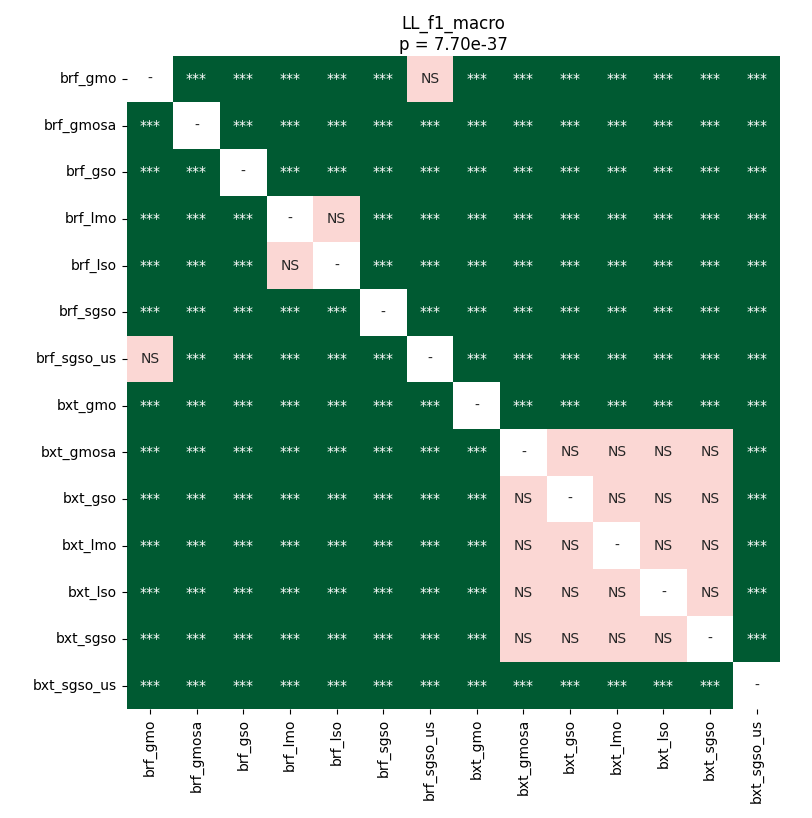 LL_f1_macro
p = 7.70e-37
brf_gmo - *** *** *** *** *** NS *** *** *** *** *** *** ***
brf_gmosa *** - *** *** *** *** *** *** *** *** *** *** *** ***
brf_gso *** *** - *** *** *** *** *** *** *** *** *** *** ***
brf_lmo *** *** *** - NS *** *** *** *** *** *** *** *** ***
brf_lso *** *** *** NS - *** *** *** *** *** *** *** *** ***
brf_sgso *** *** *** *** *** - *** *** *** *** *** *** *** ***
brf_sgso_us NS *** *** *** *** *** - *** *** *** *** *** *** ***
bxt_gmo *** *** *** *** *** *** *** - *** *** *** *** *** ***
bxt_gmosa *** *** *** *** *** *** *** *** - NS NS NS NS ***
bxt_gso *** *** *** *** *** *** *** *** NS - NS NS NS ***
bxt_lmo *** *** *** *** *** *** *** *** NS NS - NS NS ***
bxt_lso *** *** *** *** *** *** *** *** NS NS NS - NS ***
bxt_sgso *** *** *** *** *** *** *** *** NS NS NS NS - ***
bxt_sgso_us *** *** *** *** *** *** *** *** *** *** *** *** *** -
brf_gmo brf_gmosa brf_gso brf_lmo brf_lso brf_sgso brf_sgso_us bxt_gmo bxt_gmosa bxt_gso bxt_lmo bxt_lso bxt_sgso bxt_sgso_us